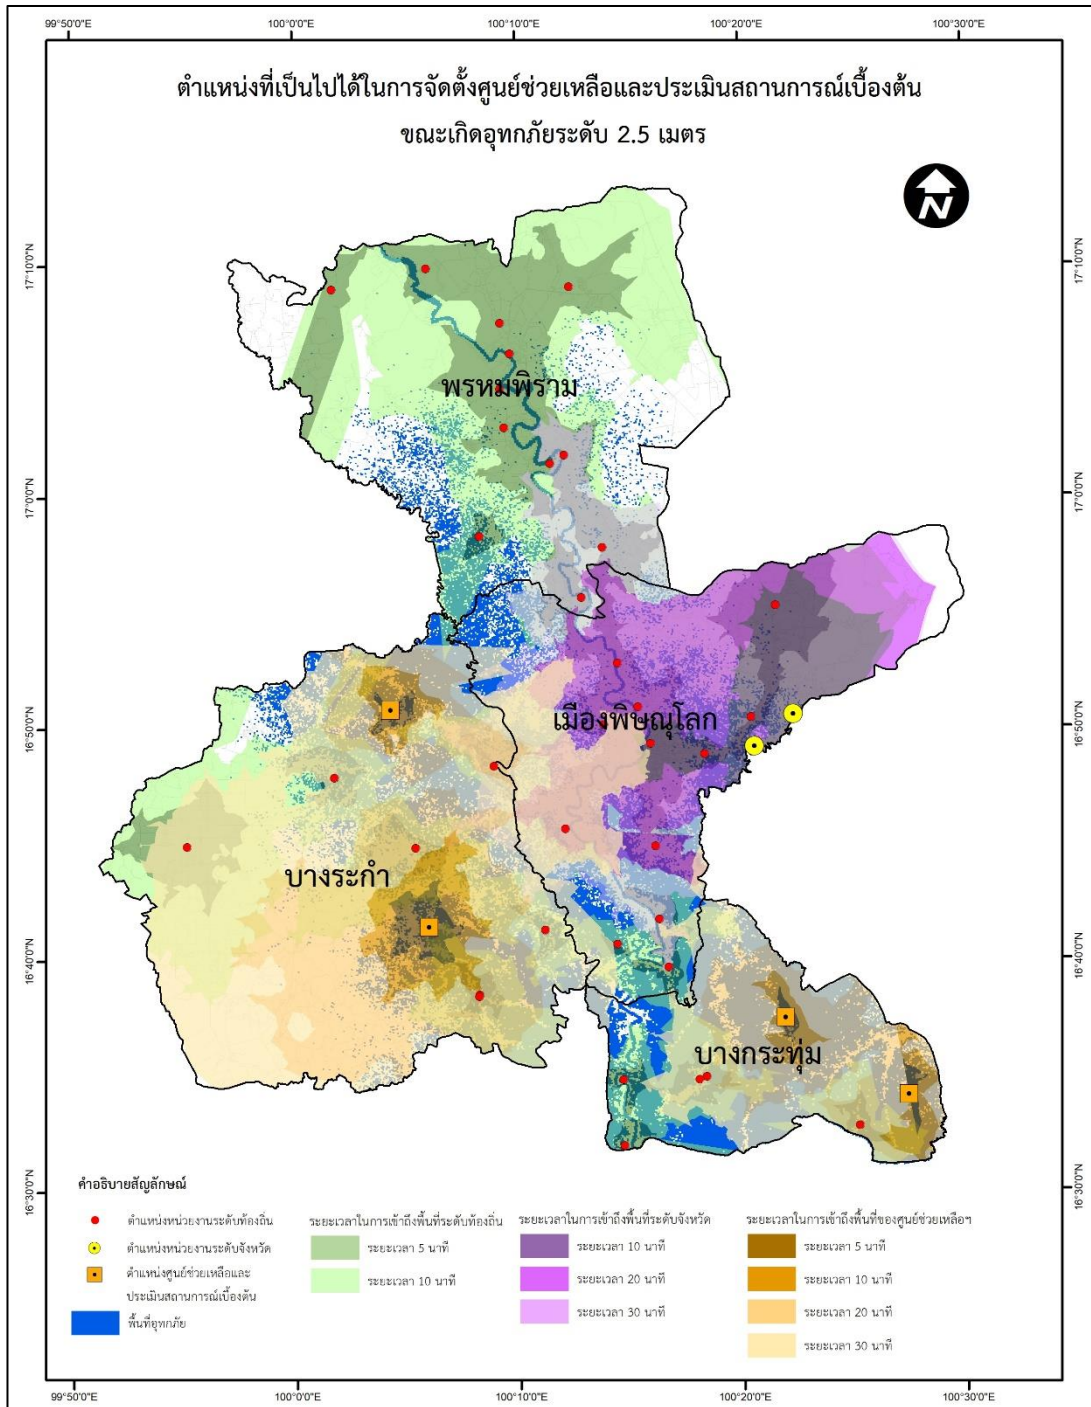 99°50'0"E 100°0'0"E 100°10'0"E 100°20'0"E 100°30'0"E
ตำแหน่งที่เป็นไปได้ในการจัดตั้งศูนย์ช่วยเหลือและประเมินสถานการณ์เบื้องต้น
ขณะเกิดอุทกภัยระดับ 2.5 เมตร
N
17°10'0"N 17°10'0"N
พรหมพิราม
17°0'0"N 17°0'0"N
เมืองพิษณุโลก
16°50'0"N 16°50'0"N
บางระกำ
16°40'0"N 16°40'0"N
บางกระทุ่ม
16°30'0"N 16°30'0"N
คำอธิบายสัญลักษณ์
ตำแหน่งหน่วยงานระดับท้องถิ่น
ตำแหน่งหน่วยงานระดับจังหวัด
ตำแหน่งศูนย์ช่วยเหลือและ
ประเมินสถานการณ์เบื้องต้น
พื้นที่อุทกภัย
ระยะเวลาในการเข้าถึงพื้นที่ระดับท้องถิ่น
ระยะเวลา 5 นาที
ระยะเวลา 10 นาที
ระยะเวลาในการเข้าถึงพื้นที่ระดับจังหวัด
ระยะเวลา 10 นาที
ระยะเวลา 20 นาที
ระยะเวลา 30 นาที
ระยะเวลาในการเข้าถึงพื้นที่ของศูนย์ช่วยเหลือฯ
ระยะเวลา 5 นาที
ระยะเวลา 10 นาที
ระยะเวลา 20 นาที
ระยะเวลา 30 นาที
99°50'0"E 100°0'0"E 100°10'0"E 100°20'0"E 100°30'0"E